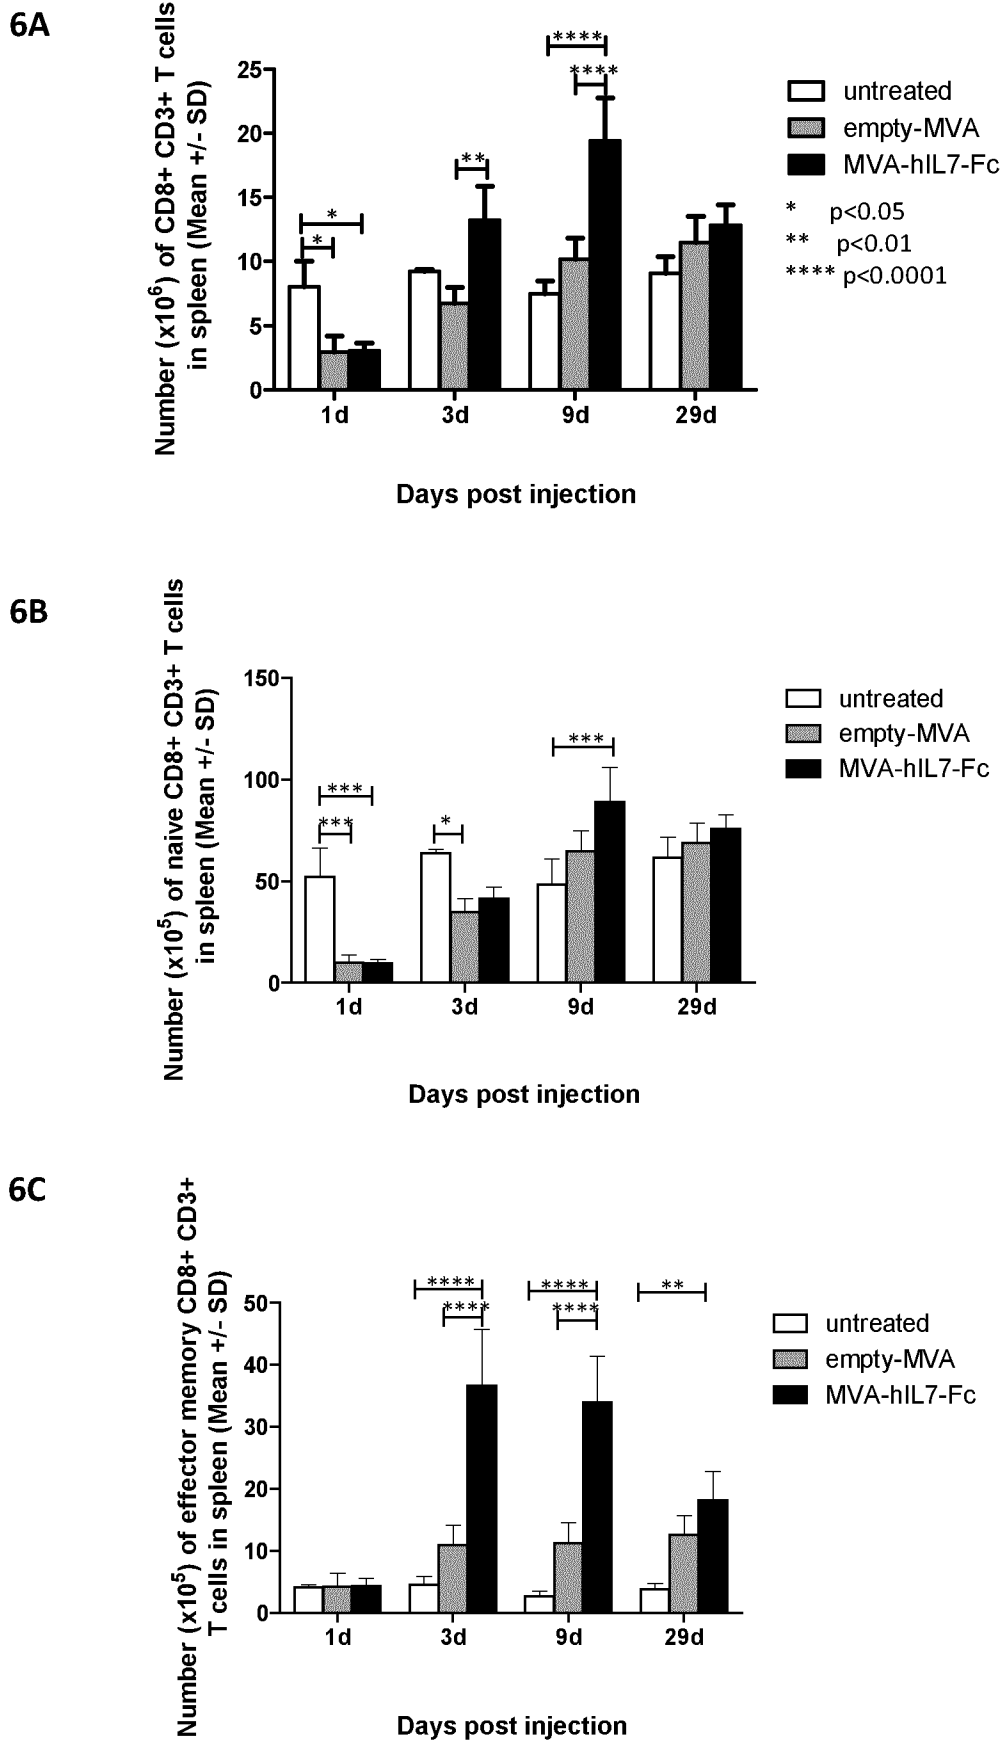 6A
Number (x10⁶) of CD8+ CD3+ T cells
in spleen (Mean +/- SD)
25
20
15
10
5
0
****
****
**
*
*
1d 3d 9d 29d
Days post injection
untreated
empty-MVA
MVA-hIL7-Fc
* p<0.05
** p<0.01
**** p<0.0001
6B
Number (x10⁵) of naive CD8+ CD3+ T cells
in spleen (Mean +/- SD)
150
100
50
0
***
***
***
*
1d 3d 9d 29d
Days post injection
untreated
empty-MVA
MVA-hIL7-Fc
6C
Number (x10⁵) of effector memory CD8+ CD3+
T cells in spleen (Mean +/- SD)
50
40
30
20
10
0
**** **** **
**** ****
1d 3d 9d 29d
Days post injection
untreated
empty-MVA
MVA-hIL7-Fc